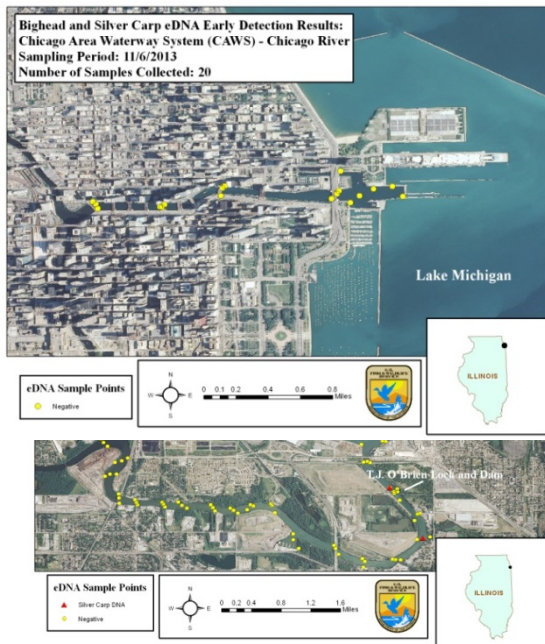 Bighead and Silver Carp eDNA Early Detection Results:
Chicago Area Waterway System (CAWS) - Chicago River
Sampling Period: 11/6/2013
Number of Samples Collected: 20
Lake Michigan
eDNA Sample Points
Negative
N
W E
S
0 0.1 0.2 0.4 0.6 0.8
Miles
U.S.
FISH & WILDLIFE
SERVICE
ILLINOIS
T.J. O'Brien Lock and Dam
eDNA Sample Points
Silver Carp DNA
Negative
N
W E
S
0 0.2 0.4 0.8 1.2 1.6
Miles
ILLINOIS